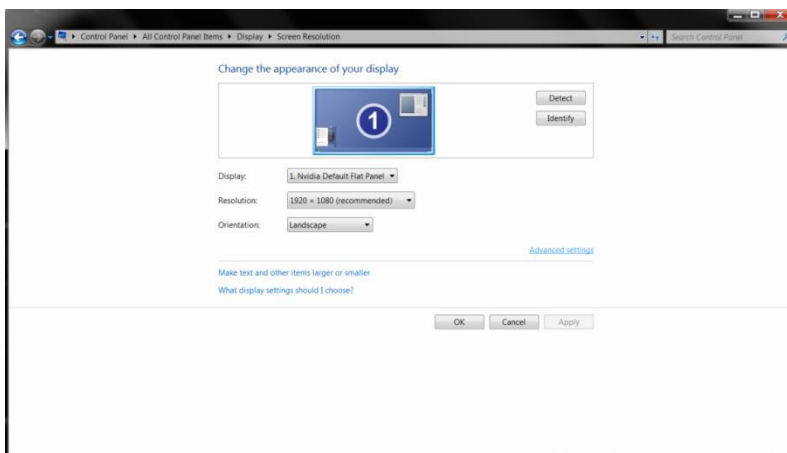 Control Panel ▸ All Control Panel Items ▸ Display ▸ Screen Resolution
Search Control Panel
Change the appearance of your display
1
Detect
Identify
Display: 1. Nvidia Default Flat Panel
Resolution: 1920 × 1080 (recommended)
Orientation: Landscape
Advanced settings
Make text and other items larger or smaller
What display settings should I choose?
OK Cancel Apply